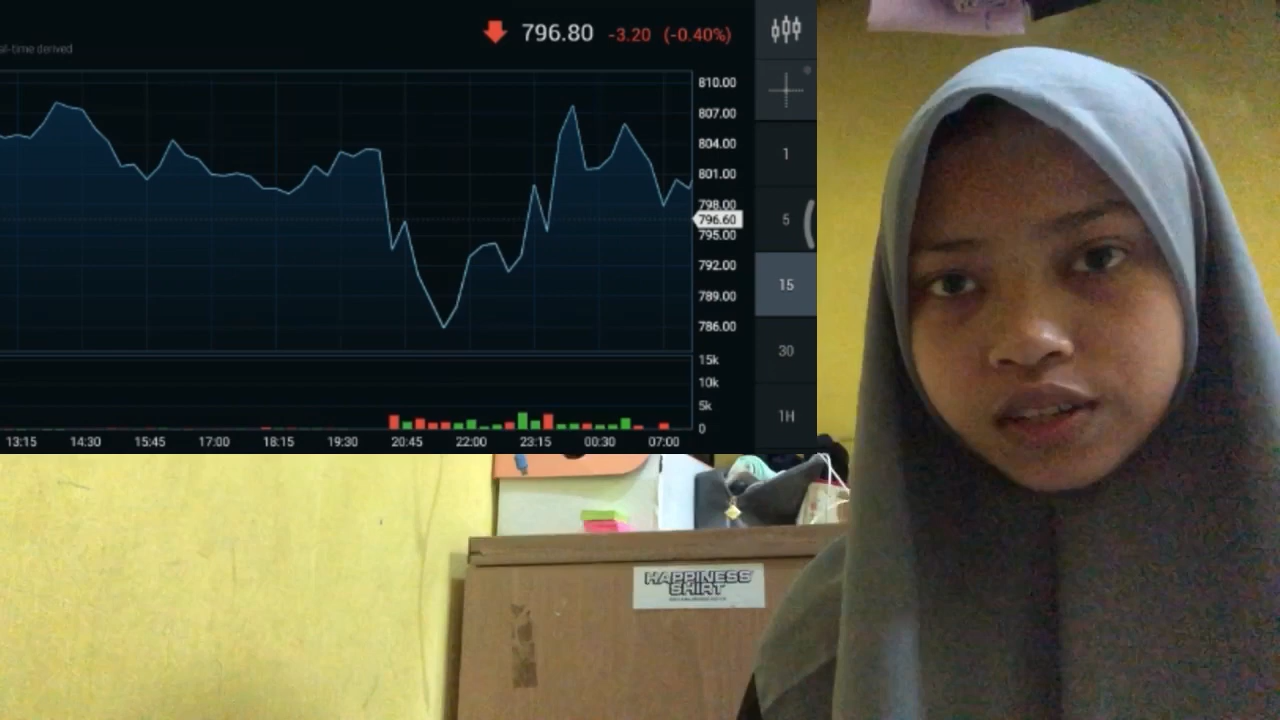 al-time derived
796.80 -3.20 (-0.40%)
810.00
807.00
804.00
801.00
798.00
796.60
795.00
792.00
789.00
786.00
15k
10k
5k
0
13:15 14:30 15:45 17:00 18:15 19:30 20:45 22:00 23:15 00:30 07:00
1
5
15
30
1H
HAPPINESS
SHIRT